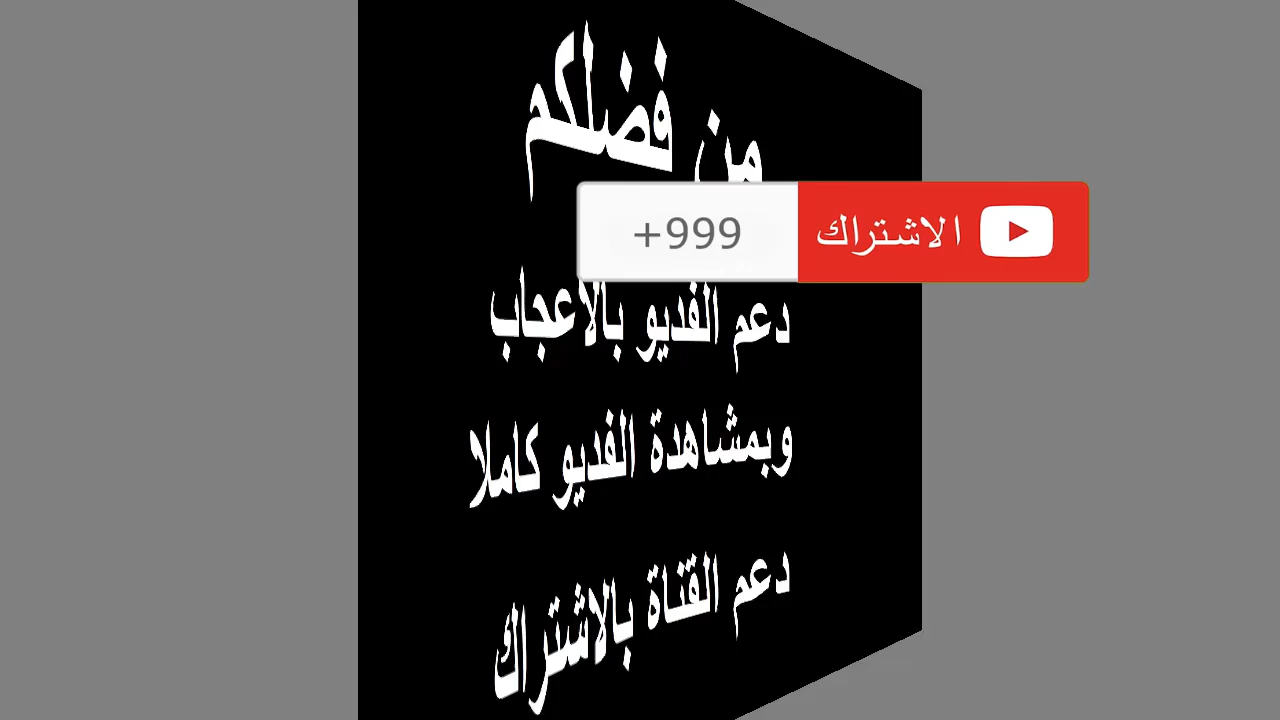 من فضلكم
الاشتراك
+999
دعم الفديو بالاعجاب
وبمشاهدة الفديو كاملا
دعم القناة بالاشتراك